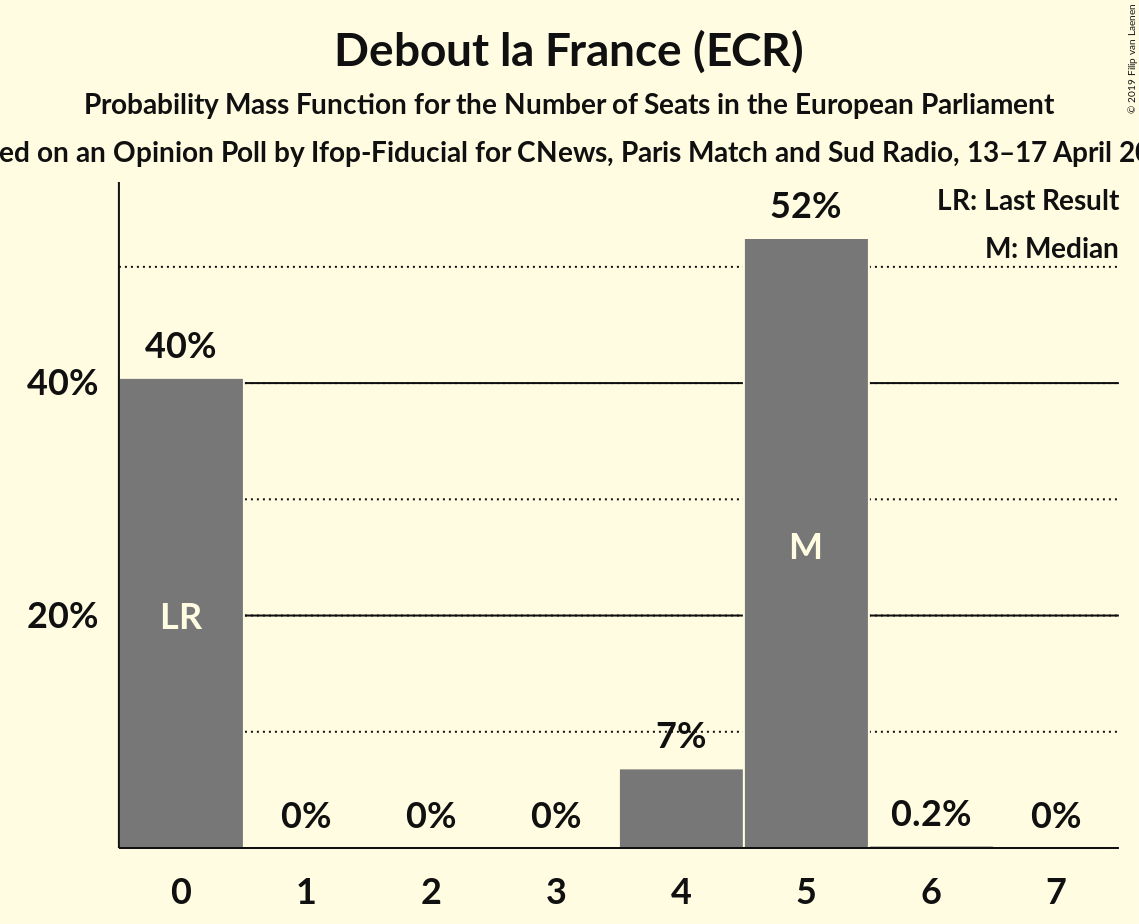 Debout la France (ECR)
Probability Mass Function for the Number of Seats in the European Parliament
ed on an Opinion Poll by Ifop-Fiducial for CNews, Paris Match and Sud Radio, 13–17 April 20
© 2019 Filip van Laenen
LR: Last Result
M: Median
52%
40%
40%
M
LR
20%
7%
0%
0%
0%
0.2%
0%
0
1
2
3
4
5
6
7